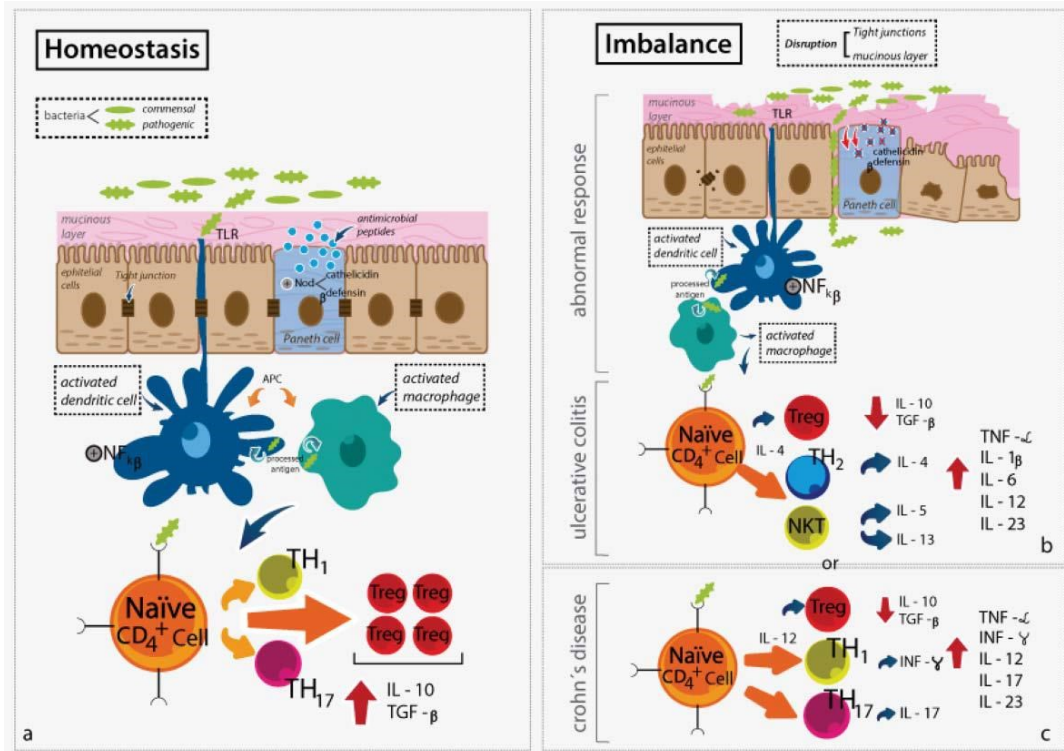 Homeostasis
bacteria
commensal
pathogenic
mucinous
layer
TLR
antimicrobial
peptides
ephitelial
cells
Tight junction
Nod
cathelicidin
β defensin
Paneth cell
activated
dendritic cell
APC
activated
macrophage
NFkβ
processed
antigen
Naïve
CD4+ Cell
TH1
TH17
Treg
Treg
Treg
Treg
IL - 10
TGF - β
a
Imbalance
Disruption
Tight junctions
mucinous layer
abnormal response
mucinous
layer
TLR
ephitelial
cells
cathelicidin
β defensin
Paneth cell
activated
dendritic cell
NFkβ
processed
antigen
activated
macrophage
ulcerative colitis
Naïve
CD4+ Cell
IL - 4
Treg
TH2
NKT
IL - 10
TGF - β
IL - 4
IL - 5
IL - 13
TNF - ℒ
IL - 1β
IL - 6
IL - 12
IL - 23
b
or
crohn´s disease
Naïve
CD4+ Cell
IL - 12
Treg
TH1
TH17
IL - 10
TGF - β
INF - ɣ
IL - 17
TNF - ℒ
INF - ɣ
IL - 12
IL - 17
IL - 23
c